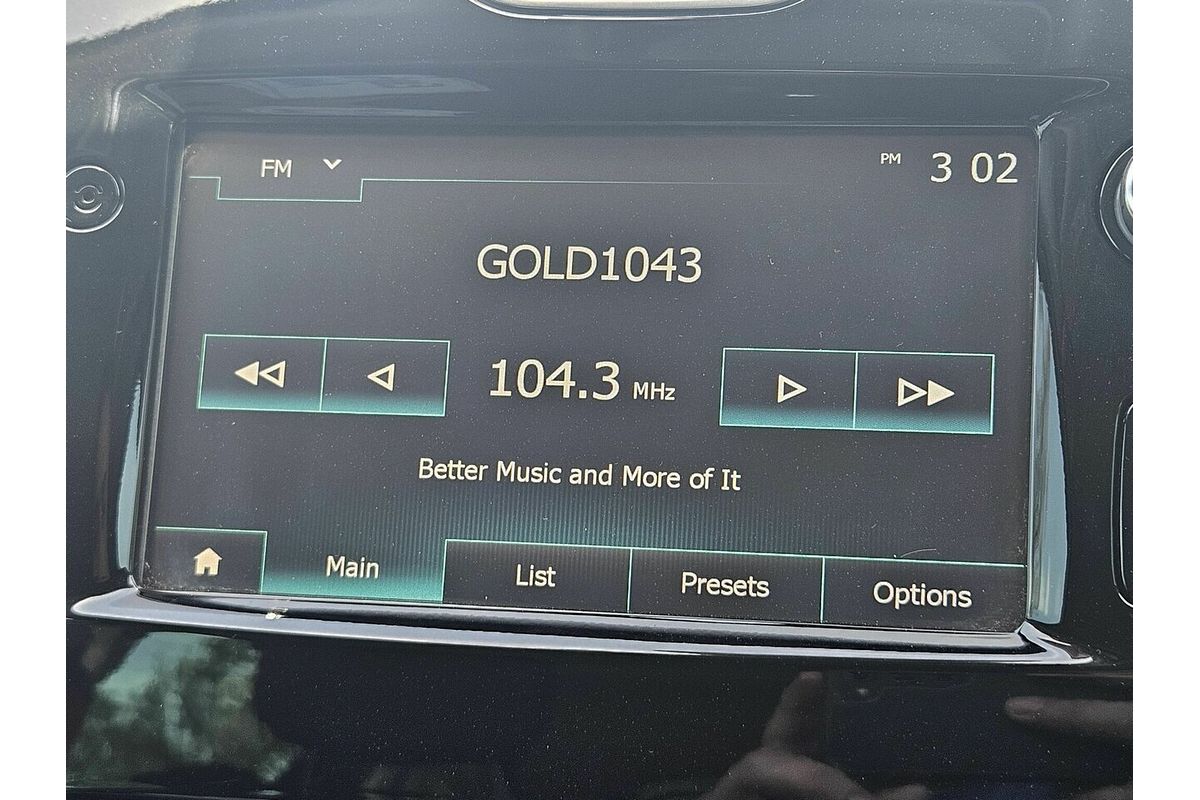 FM
PM 3 02
GOLD1043
104.3 MHz
Better Music and More of It
Main
List
Presets
Options